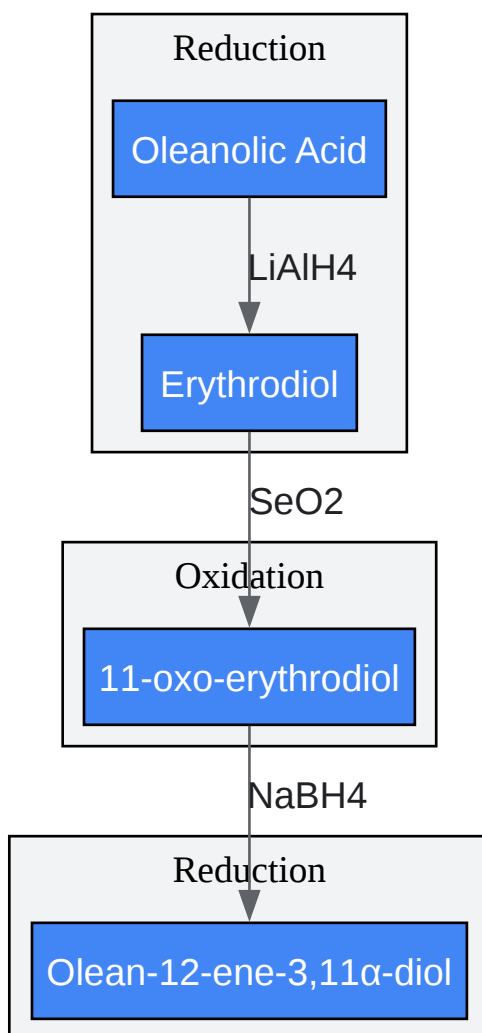 Reduction
Oleanolic Acid
LiAlH4
Erythrodiol
SeO2
Oxidation
11-oxo-erythrodiol
NaBH4
Reduction
Olean-12-ene-3,11α-diol